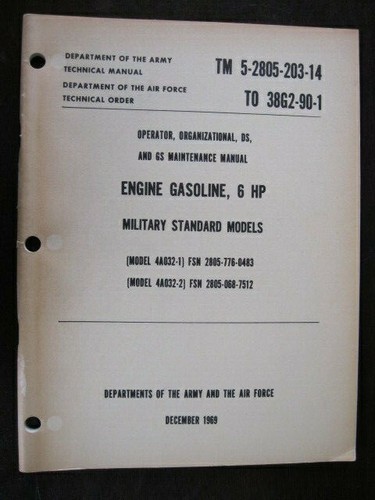 DEPARTMENT OF THE ARMY
TECHNICAL MANUAL
TM 5-2805-203-14
DEPARTMENT OF THE AIR FORCE
TECHNICAL ORDER
TO 38G2-90-1
OPERATOR, ORGANIZATIONAL, DS,
AND GS MAINTENANCE MANUAL
ENGINE GASOLINE, 6 HP
MILITARY STANDARD MODELS
(MODEL 4A032-1) FSN 2805-776-0483
(MODEL 4A032-2) FSN 2805-068-7512
DEPARTMENTS OF THE ARMY AND THE AIR FORCE
DECEMBER 1969